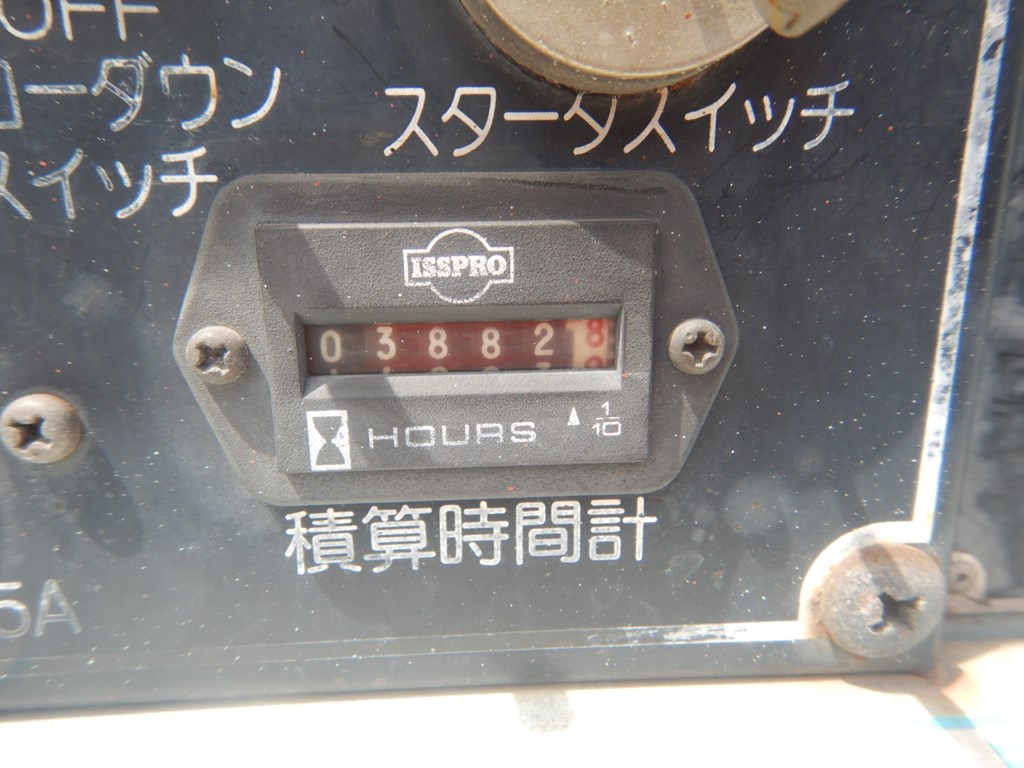 OFF
ローダウン
スイッチ
スタータスイッチ
ISSPRO
0 3 8 8 2 8
HOURS 1/10
積算時間計
5A